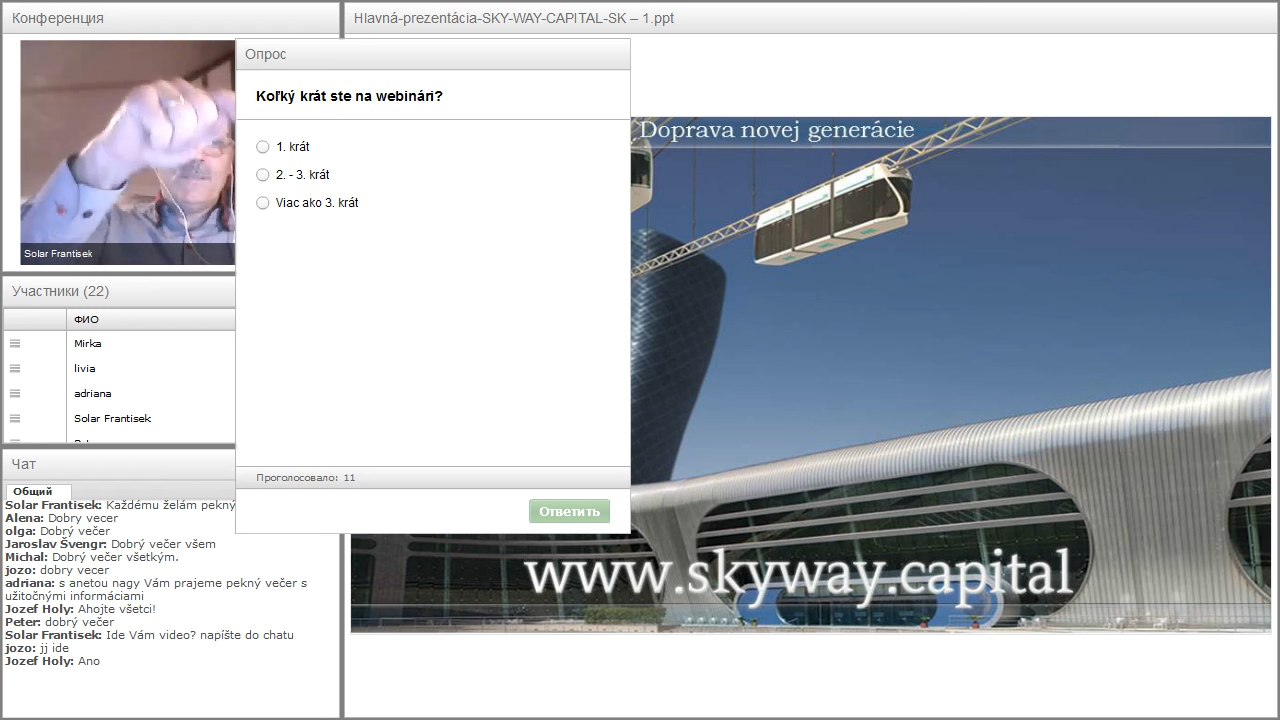 Конференция
Hlavná-prezentácia-SKY-WAY-CAPITAL-SK – 1.ppt
Solar Frantisek
Опрос
Koľký krát ste na webinári?
1. krát
2. - 3. krát
Viac ako 3. krát
Проголосовало: 11
Ответить
Doprava novej generácie
www.skyway.capital
Участники (22)
ФИО
Mirka
livia
adriana
Solar Frantisek
Чат
Общий
Solar Frantisek: Každému želám pekný
Alena: Dobry vecer
olga: Dobrý večer
Jaroslav Švengr: Dobrý večer všem
Michal: Dobrý večer všetkým.
jozo: dobry vecer
adriana: s anetou nagy Vám prajeme pekný večer s
užitočnými informáciami
Jozef Holy: Ahojte všetci!
Peter: dobrý večer
Solar Frantisek: Ide Vám video? napíšte do chatu
jozo: jj ide
Jozef Holy: Ano